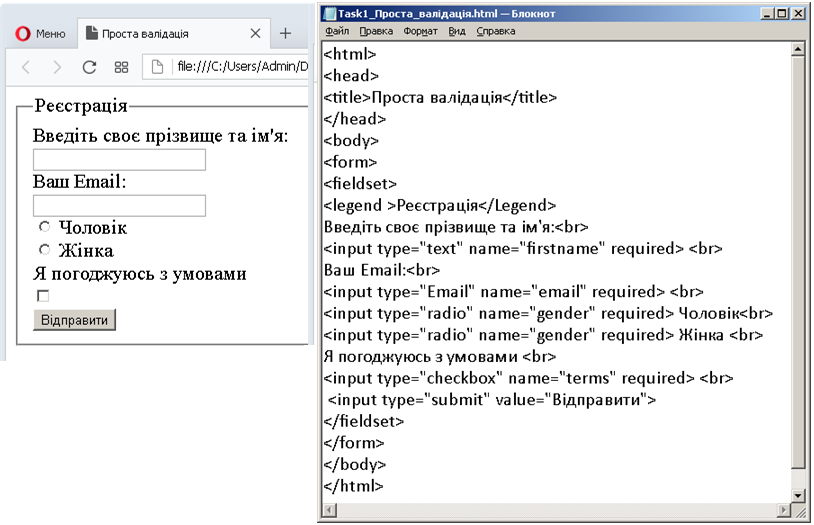 Меню
Проста валідація
file:///C:/Users/Admin/D
Реєстрація
Введіть своє прізвище та ім'я:
Ваш Email:
Чоловік
Жінка
Я погоджуюсь з умовами
Відправити
Task1_Проста_валідація.html — Блокнот
Файл Правка Формат Вид Справка
<html>
<head>
<title>Проста валідація</title>
</head>
<body>
<form>
<fieldset>
<legend >Реєстрація</Legend>
Введіть своє прізвище та ім'я:<br>
<input type="text" name="firstname" required> <br>
Ваш Email:<br>
<input type="Email" name="email" required> <br>
<input type="radio" name="gender" required> Чоловік<br>
<input type="radio" name="gender" required> Жінка <br>
Я погоджуюсь з умовами <br>
<input type="checkbox" name="terms" required> <br>
<input type="submit" value="Відправити">
</fieldset>
</form>
</body>
</html>